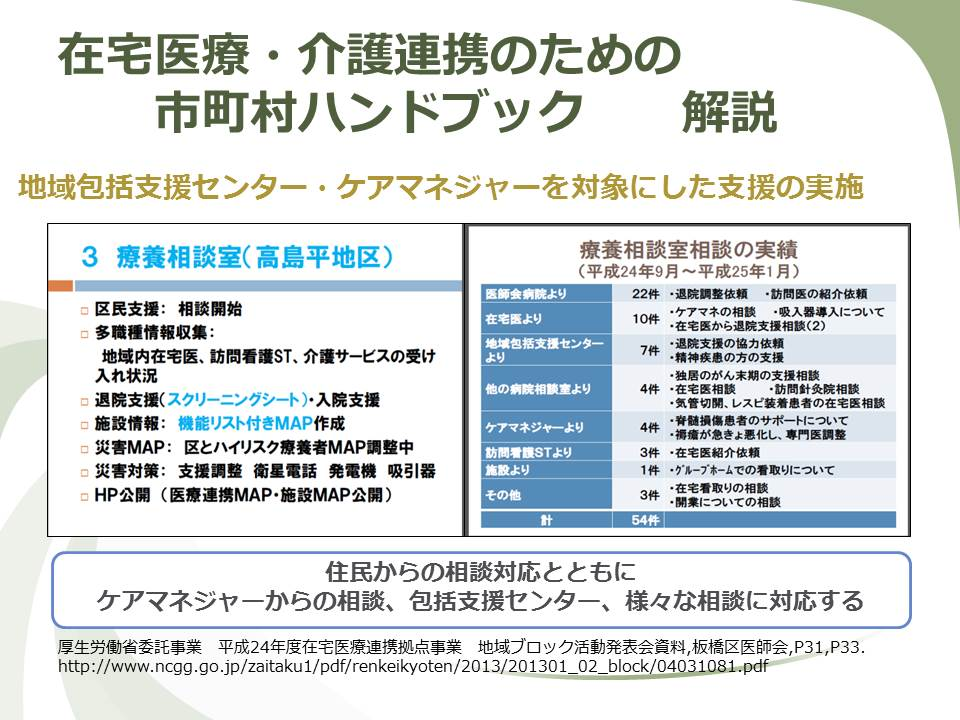 在宅医療・介護連携のための
市町村ハンドブック　　解説
地域包括支援センター・ケアマネジャーを対象にした支援の実施
3 療養相談室(高島平地区)
□ 区民支援： 相談開始
□ 多職種情報収集：
地域内在宅医、訪問看護ST、介護サービスの受け
入れ状況
□ 退院支援(スクリーニングシート)・入院支援
□ 施設情報： 機能リスト付きMAP作成
□ 災害MAP： 区とハイリスク療養者MAP調整中
□ 災害対策： 支援調整 衛星電話 発電機 吸引器
□ HP公開 （医療連携MAP・施設MAP公開）
療養相談室相談の実績
（平成24年9月～平成25年1月）
医師会病院より 22件 ・退院調整依頼 ・訪問医の紹介依頼
在宅医より 10件 ・ケアマネの相談 ・吸入器導入について
・在宅医から退院支援相談(2)
地域包括支援センター
より 7件 ・退院支援の協力依頼
・精神疾患の方の支援
他の病院相談室より 4件 ・独居のがん末期の支援相談
・在宅医相談 ・訪問針灸院相談
・気管切開、レスピ装着患者の在宅医相談
ケアマネジャーより 4件 ・脊髄損傷患者のサポートについて
・褥瘡が急きょ悪化し、専門医調整
訪問看護STより 3件 ・在宅医紹介依頼
施設より 1件 ・グループホームでの看取りについて
その他 3件 ・在宅看取りの相談
・開業についての相談
計 54件
住民からの相談対応とともに
ケアマネジャーからの相談、包括支援センター、様々な相談に対応する
厚生労働省委託事業　平成24年度在宅医療連携拠点事業　地域ブロック活動発表会資料,板橋区医師会,P31,P33.
http://www.ncgg.go.jp/zaitaku1/pdf/renkeikyoten/2013/201301_02_block/04031081.pdf